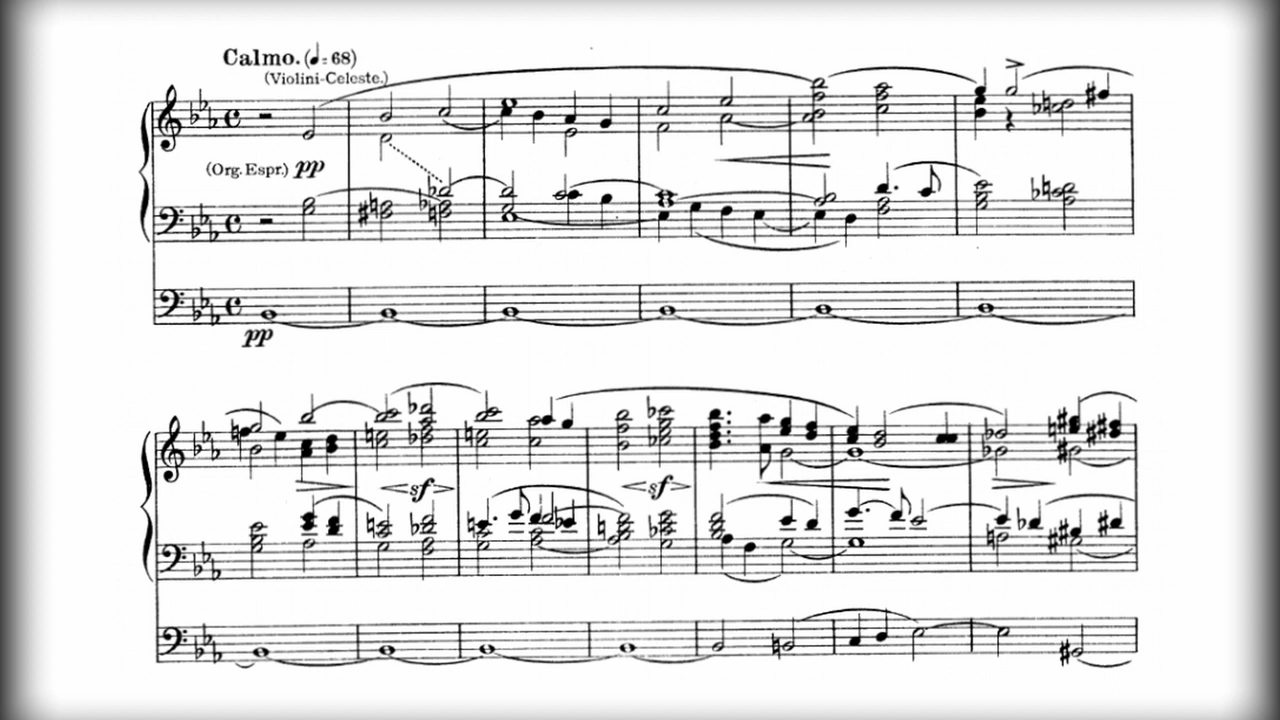 Calmo. (♩= 68)
(Violini-Celeste.)
(Org. Espr.) pp
pp
sf sf